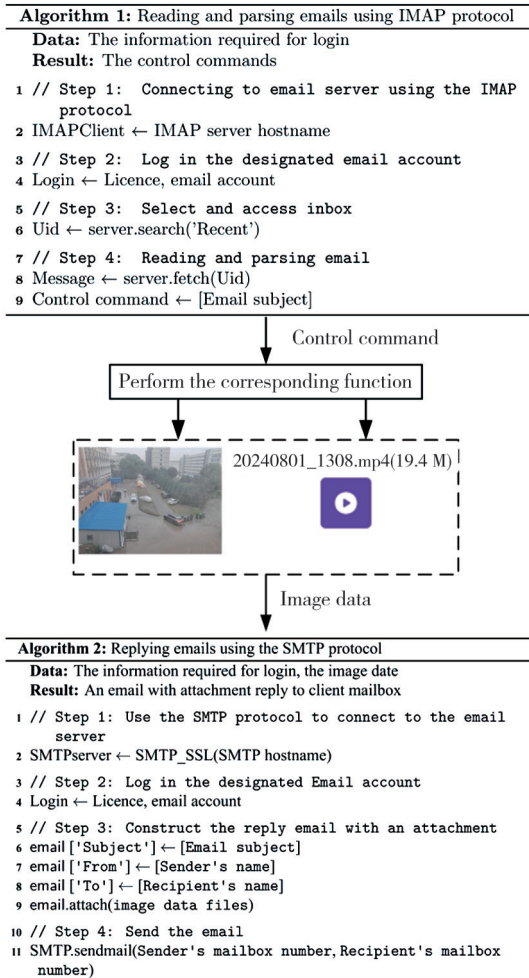 Algorithm 1: Reading and parsing emails using IMAP protocol
Data: The information required for login
Result: The control commands
1 // Step 1: Connecting to email server using the IMAP
protocol
2 IMAPClient ← IMAP server hostname
3 // Step 2: Log in the designated email account
4 Login ← Licence, email account
5 // Step 3: Select and access inbox
6 Uid ← server.search('Recent')
7 // Step 4: Reading and parsing email
8 Message ← server.fetch(Uid)
9 Control command ← [Email subject]
Control command
Perform the corresponding function
20240801_1308.mp4(19.4 M)
Image data
Algorithm 2: Replying emails using the SMTP protocol
Data: The information required for login, the image date
Result: An email with attachment reply to client mailbox
1 // Step 1: Use the SMTP protocol to connect to the email
server
2 SMTPserver ← SMTP_SSL(SMTP hostname)
3 // Step 2: Log in the designated Email account
4 Login ← Licence, email account
5 // Step 3: Construct the reply email with an attachment
6 email ['Subject'] ← [Email subject]
7 email ['From'] ← [Sender's name]
8 email ['To'] ← [Recipient's name]
9 email.attach(image data files)
10 // Step 4: Send the email
11 SMTP.sendmail(Sender's mailbox number, Recipient's mailbox
number)